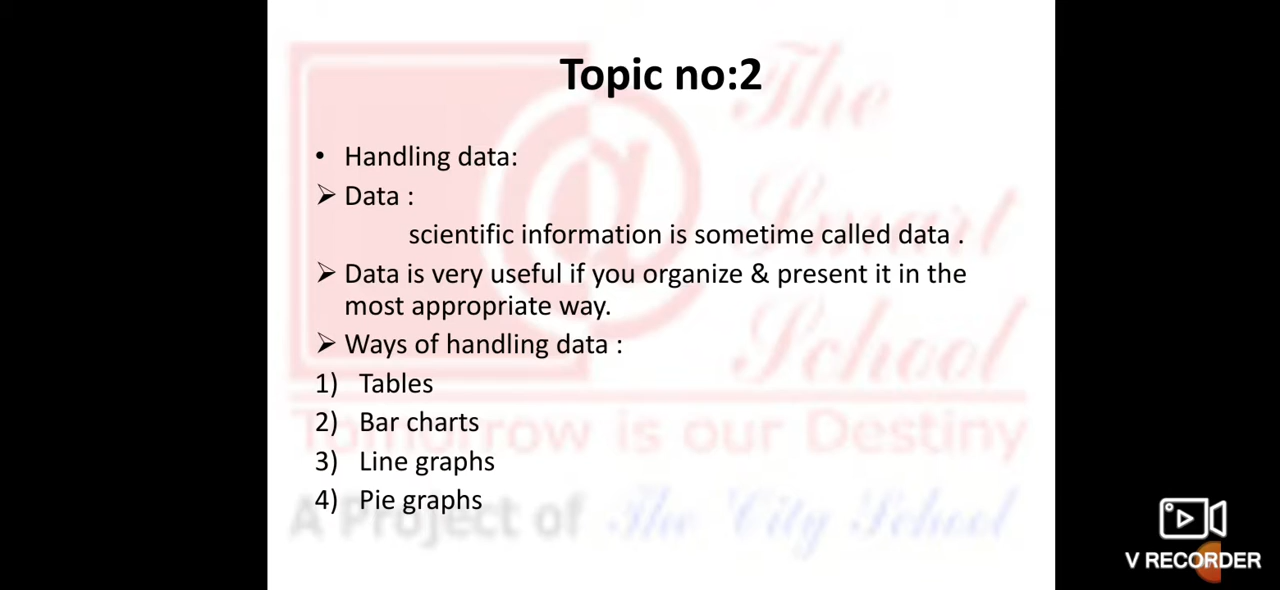 Topic no:2
• Handling data:
➢ Data :
scientific information is sometime called data .
➢ Data is very useful if you organize & present it in the
most appropriate way.
➢ Ways of handling data :
1) Tables
2) Bar charts
3) Line graphs
4) Pie graphs
The
Smart
School
Tomorrow is our Destiny
A Project of The City School
V RECORDER